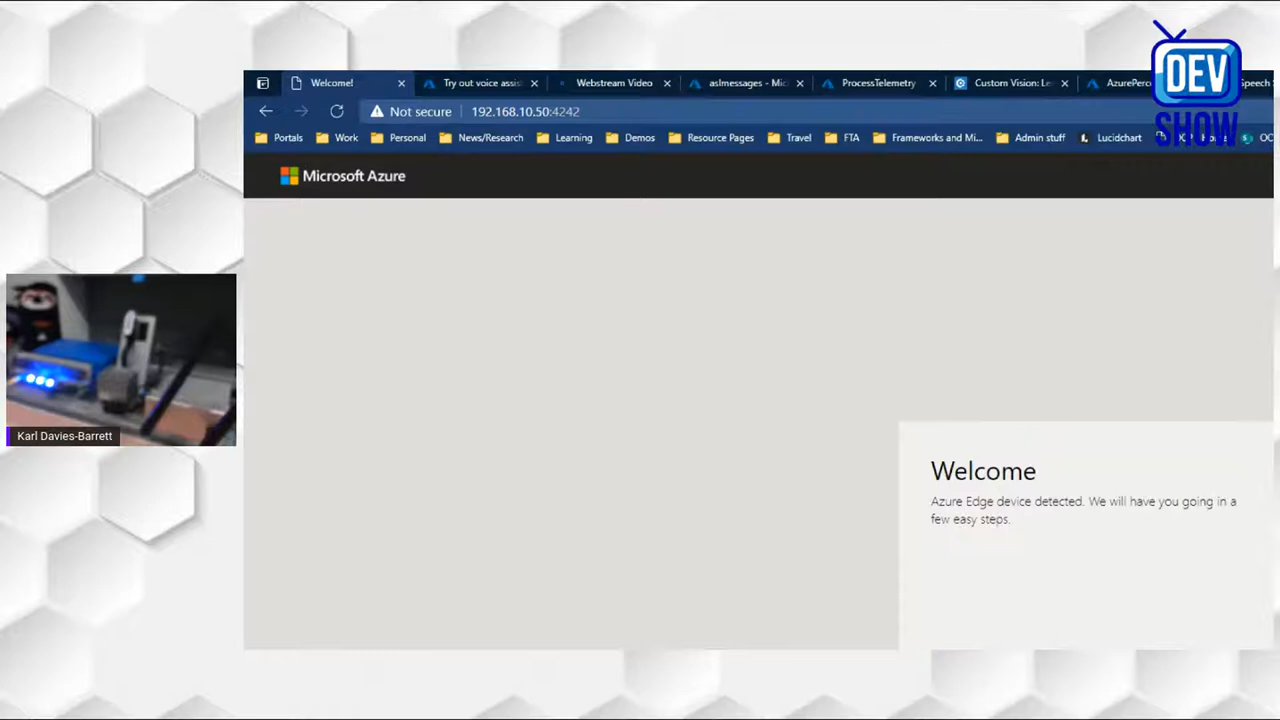 DEV
SHOW
Welcome!
Try out voice assis
Webstream Video
aslmessages - Mic
ProcessTelemetry
Custom Vision: Le
AzurePerc
Speech
Not secure
192.168.10.50:4242
Portals
Work
Personal
News/Research
Learning
Demos
Resource Pages
Travel
FTA
Frameworks and Mi...
Admin stuff
Lucidchart
Microsoft Azure
Karl Davies-Barrett
Welcome
Azure Edge device detected. We will have you going in a
few easy steps.